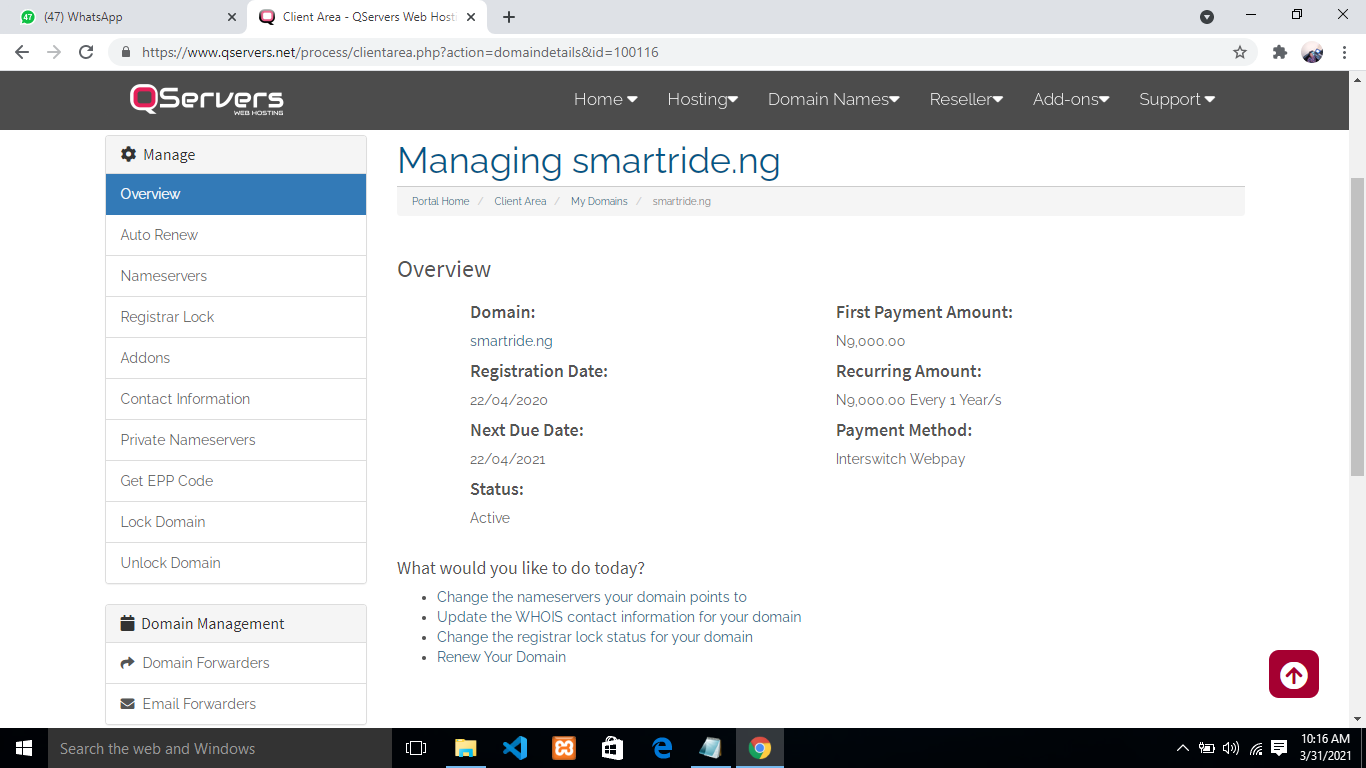 (47) WhatsApp
Client Area - QServers Web Hosti
https://www.qservers.net/process/clientarea.php?action=domaindetails&id=100116
QServers
WEB HOSTING
Home
Hosting
Domain Names
Reseller
Add-ons
Support
Manage
Overview
Auto Renew
Nameservers
Registrar Lock
Addons
Contact Information
Private Nameservers
Get EPP Code
Lock Domain
Unlock Domain
Domain Management
Domain Forwarders
Email Forwarders
Managing smartride.ng
Portal Home / Client Area / My Domains / smartride.ng
Overview
Domain:
smartride.ng
Registration Date:
22/04/2020
Next Due Date:
22/04/2021
Status:
Active
First Payment Amount:
N9,000.00
Recurring Amount:
N9,000.00 Every 1 Year/s
Payment Method:
Interswitch Webpay
What would you like to do today?
• Change the nameservers your domain points to
• Update the WHOIS contact information for your domain
• Change the registrar lock status for your domain
• Renew Your Domain
Search the web and Windows
10:16 AM
3/31/2021